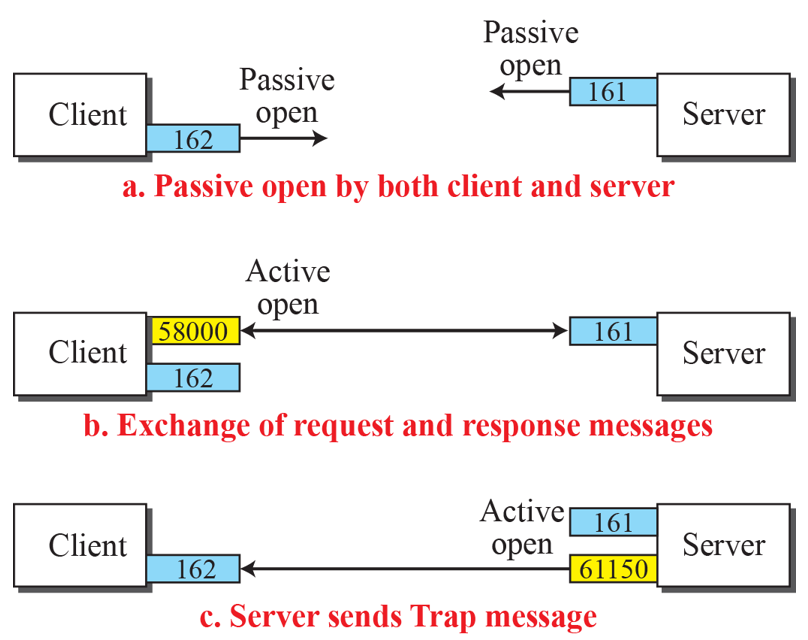 Passive
open
161
Server
Client
162
Passive
open
a. Passive open by both client and server
Active
open
Client
58000
162
161
Server
b. Exchange of request and response messages
Client
162
Active
open
161
61150
Server
c. Server sends Trap message